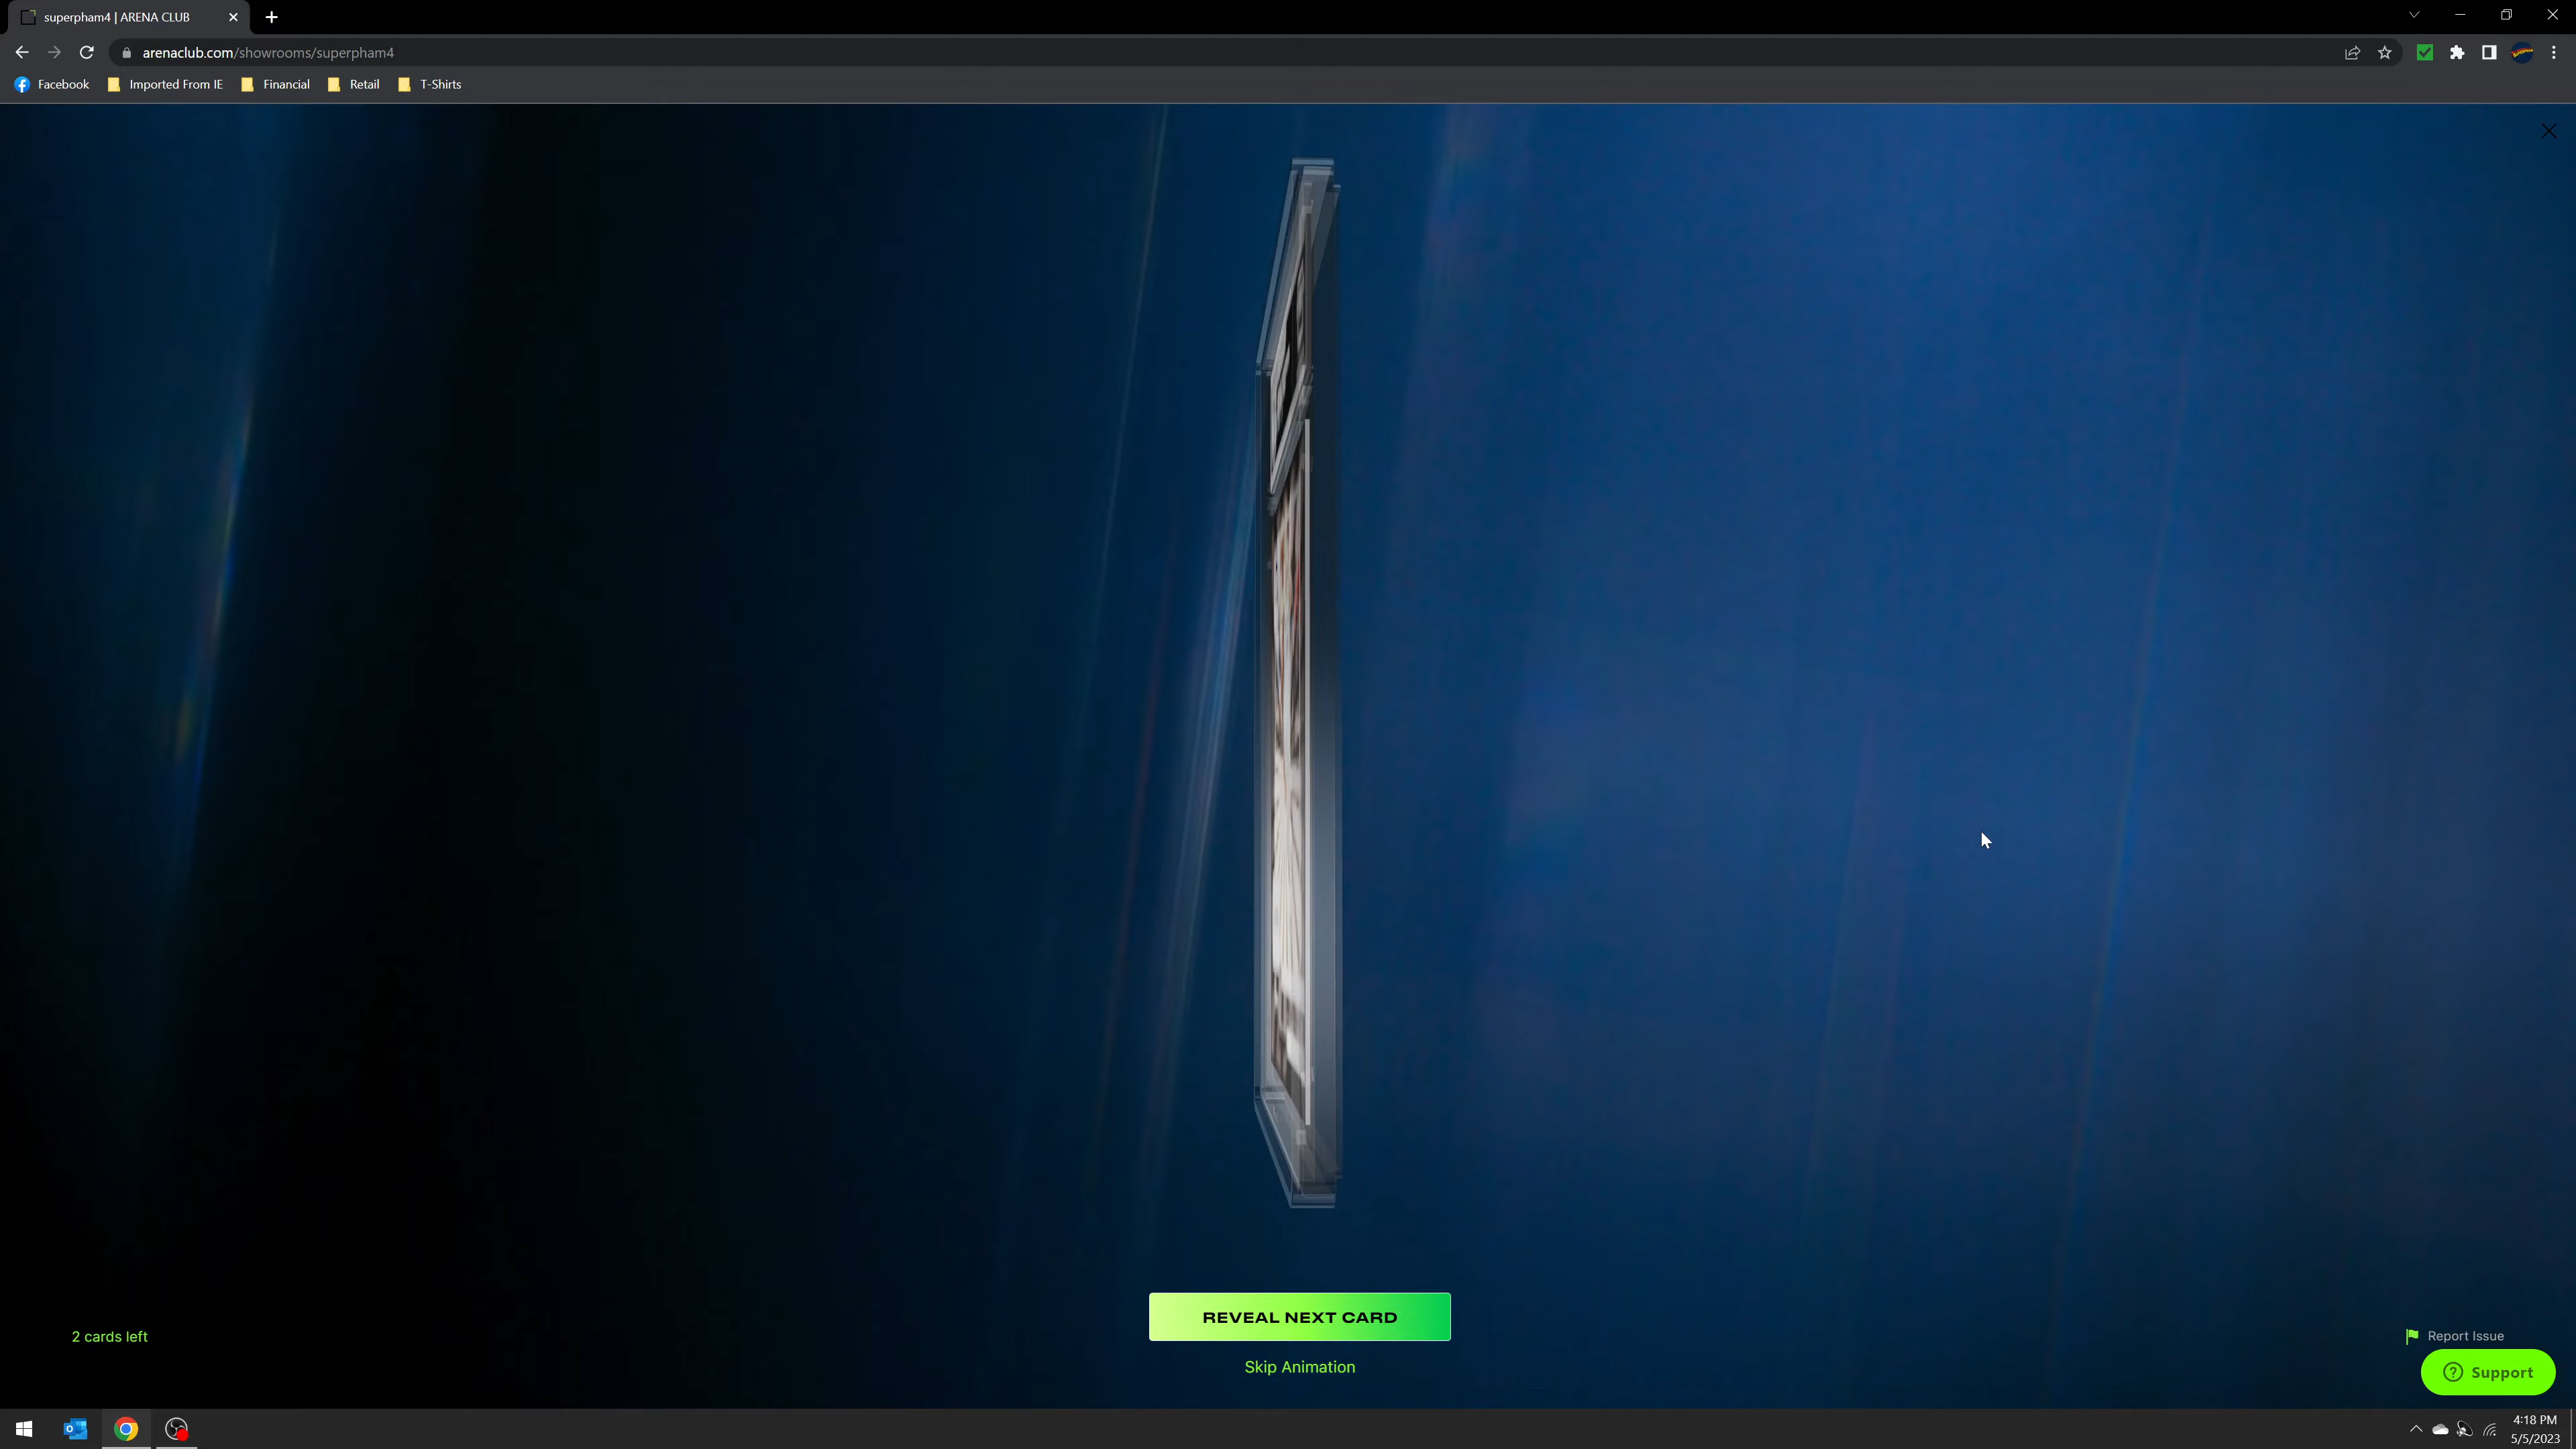 superpham4 | ARENA CLUB
arenaclub.com/showrooms/superpham4
Facebook
Imported From IE
Financial
Retail
T-Shirts
REVEAL NEXT CARD
2 cards left
Report Issue
Skip Animation
Support
4:18 PM
5/5/2023